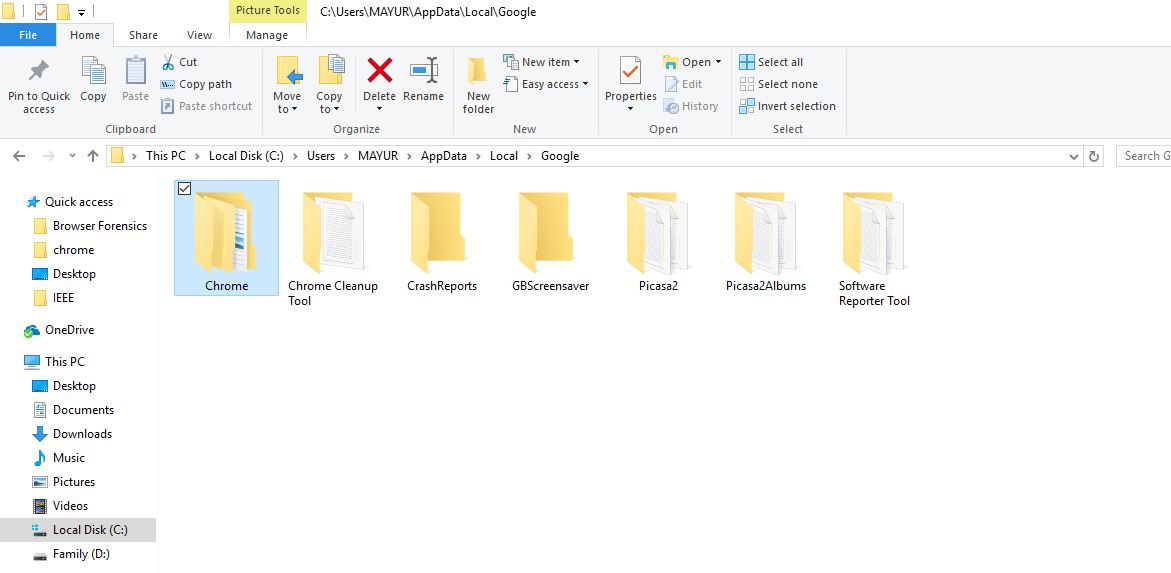 Picture Tools
C:\Users\MAYUR\AppData\Local\Google
File
Home
Share
View
Manage
Pin to Quick
access
Copy
Paste
Cut
Copy path
Paste shortcut
Clipboard
Move
to
Copy
to
Delete
Rename
Organize
New
folder
New item
Easy access
New
Properties
Open
Edit
History
Open
Select all
Select none
Invert selection
Select
This PC > Local Disk (C:) > Users > MAYUR > AppData > Local > Google
Search G
Quick access
Browser Forensics
chrome
Desktop
IEEE
OneDrive
This PC
Desktop
Documents
Downloads
Music
Pictures
Videos
Local Disk (C:)
Family (D:)
Chrome
Chrome Cleanup
Tool
CrashReports
GBScreensaver
Picasa2
Picasa2Albums
Software
Reporter Tool